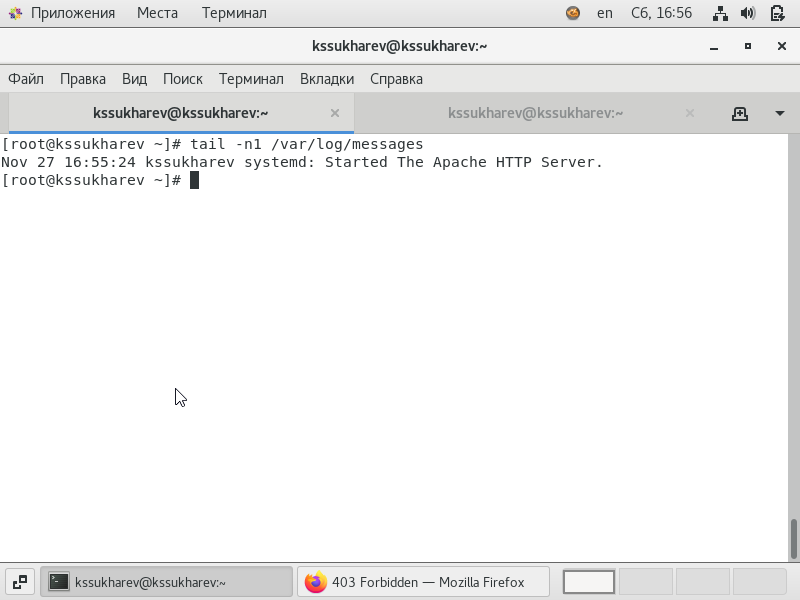 Приложения Места Терминал en Сб, 16:56
kssukharev@kssukharev:~
Файл Правка Вид Поиск Терминал Вкладки Справка
kssukharev@kssukharev:~ kssukharev@kssukharev:~
[root@kssukharev ~]# tail -n1 /var/log/messages
Nov 27 16:55:24 kssukharev systemd: Started The Apache HTTP Server.
[root@kssukharev ~]#
kssukharev@kssukharev:~ 403 Forbidden — Mozilla Firefox